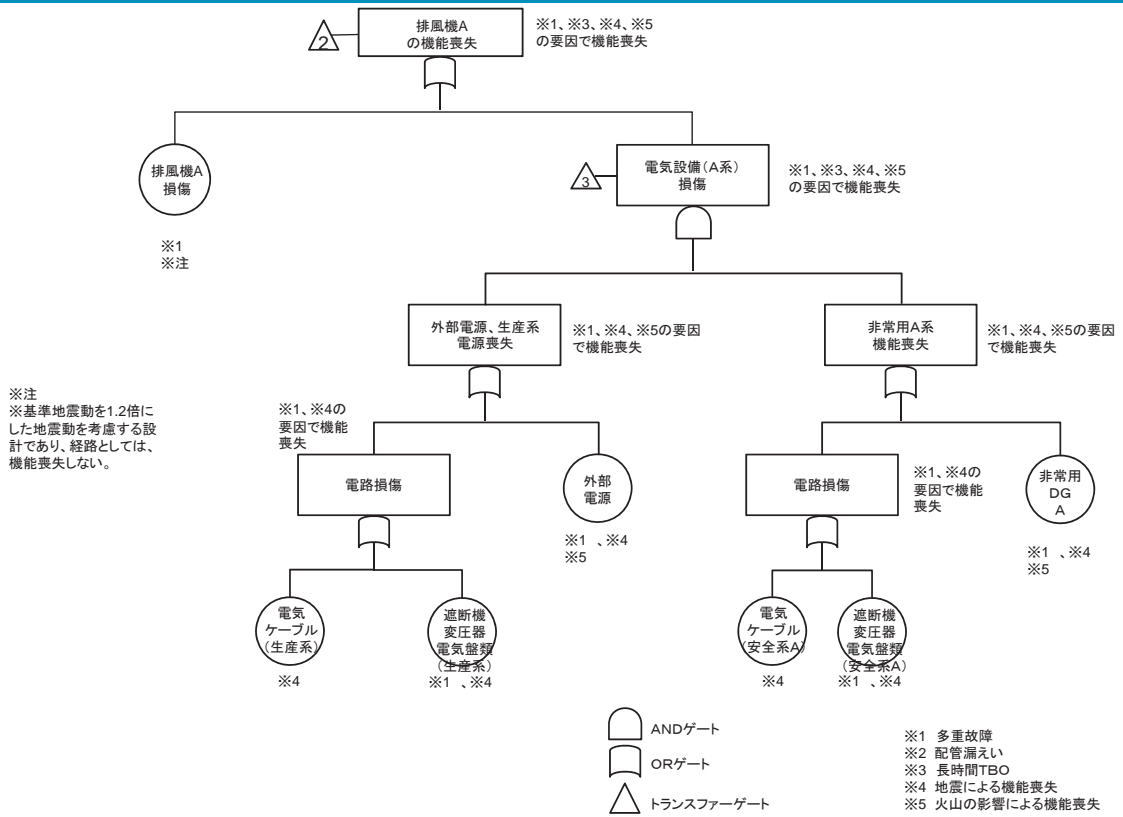 2
排風機A
の機能喪失
※1、※3、※4、※5
の要因で機能喪失
排風機A
損傷
※1
※注
3
電気設備(A系)
損傷
※1、※3、※4、※5
の要因で機能喪失
外部電源、生産系
電源喪失
※1、※4、※5の要因
で機能喪失
非常用A系
機能喪失
※1、※4、※5の要因
で機能喪失
※注
※基準地震動を1.2倍に
した地震動を考慮する設
計であり、経路としては、
機能喪失しない。
※1、※4の
要因で機能
喪失
電路損傷
外部
電源
※1 、※4
※5
電路損傷
※1、※4の
要因で機能
喪失
非常用
DG
A
※1 、※4
※5
電気
ケーブル
(生産系)
※4
遮断機
変圧器
電気盤類
(生産系)
※1 、※4
電気
ケーブル
(安全系A)
※4
遮断機
変圧器
電気盤類
(安全系A)
※1 、※4
ANDゲート
ORゲート
トランスファーゲート
※1 多重故障
※2 配管漏えい
※3 長時間TBO
※4 地震による機能喪失
※5 火山の影響による機能喪失